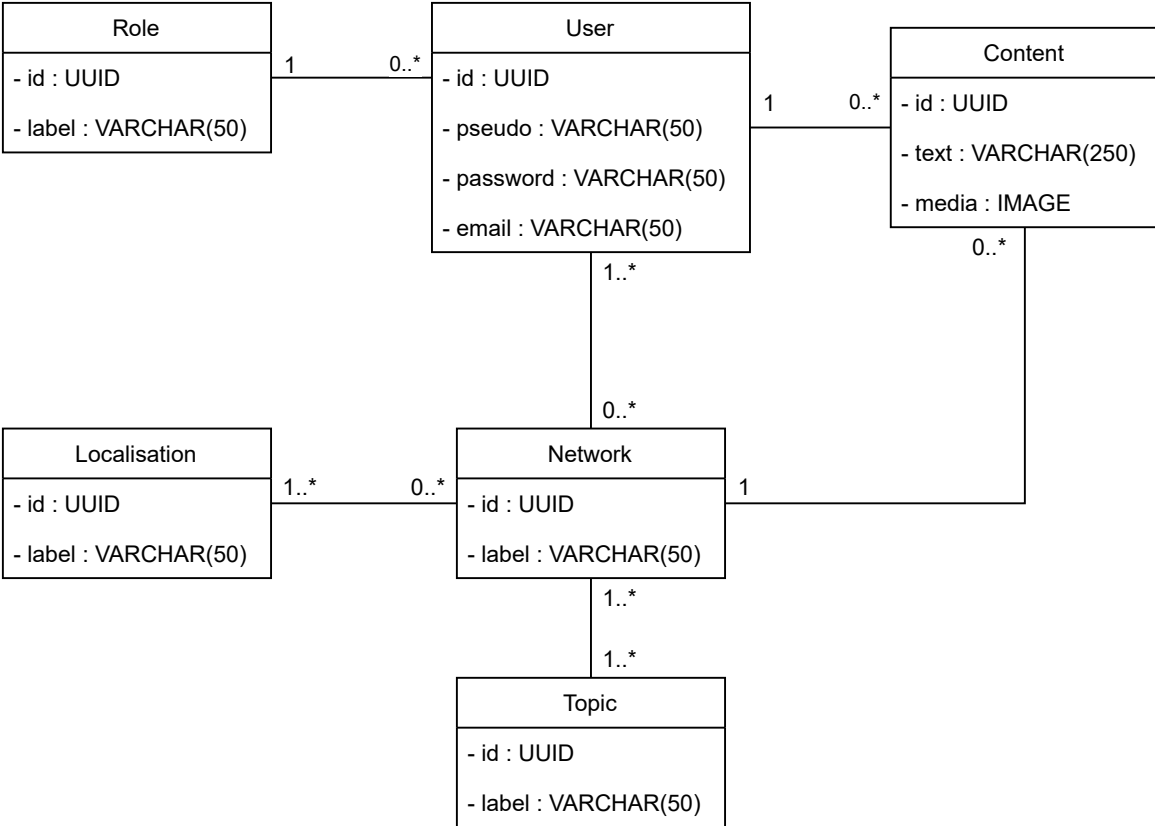 Role
- id : UUID
- label : VARCHAR(50)
1
0..*
User
- id : UUID
- pseudo : VARCHAR(50)
- password : VARCHAR(50)
- email : VARCHAR(50)
1
0..*
Content
- id : UUID
- text : VARCHAR(250)
- media : IMAGE
0..*
1..*
0..*
Localisation
- id : UUID
- label : VARCHAR(50)
1..*
0..*
Network
- id : UUID
- label : VARCHAR(50)
1
1..*
1..*
Topic
- id : UUID
- label : VARCHAR(50)